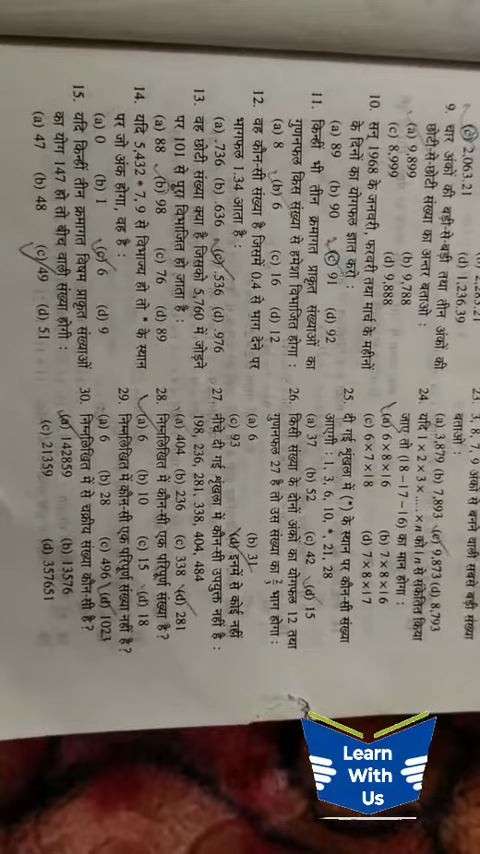 (c) 2,063.21
(d) 1,236.39
9. चार अंकों की बड़ी-से-बड़ी तथा तीन अंकों की
छोटी-से-छोटी संख्या का अन्तर बताओ :
(a) 9,899 (b) 9,788
(c) 8,999 (d) 9,888
10. सन् 1968 के जनवरी, फरवरी तथा मार्च के महीनों
के दिनों का योगफल ज्ञात करो :
(a) 89 (b) 90 (c) 91 (d) 92
11. किन्हीं भी तीन क्रमागत प्राकृत संख्याओं का
गुणनफल किस संख्या से हमेशा विभाजित होगा :
(a) 8 (b) 6 (c) 16 (d) 12
12. वह कौन-सी संख्या है जिसमें 0.4 से भाग देने पर
भागफल 1.34 आता है :
(a) .736 (b) .636 (c) .536 (d) .976
13. वह छोटी संख्या क्या है जिसको 5,760 में जोड़ने
पर 101 से पूरा विभाजित हो जाता है :
(a) 88 (b) 98 (c) 76 (d) 89
14. यदि 5,432 * 7, 9 से विभाज्य हो तो * के स्थान
पर जो अंक होगा, वह है :
(a) 0 (b) 1 (c) 6 (d) 9
15. यदि किन्हीं तीन क्रमागत विषम प्राकृत संख्याओं
का योग 147 हो तो बीच वाली संख्या होगी :
(a) 47 (b) 48 (c) 49 (d) 51
23. 3, 8, 7, 9 अंकों से बनने वाली सबसे बड़ी संख्या
बताओ :
(a) 3,879 (b) 7,893 (c) 9,873 (d) 8,793
24. यदि 1 × 2 × 3 × ...... × n को n से संकेतित किया
जाए तो (18 – 17 – 16) का मान होगा :
(a) 6 × 8 × 16 (b) 7 × 8 × 16
(c) 6 × 7 × 18 (d) 7 × 8 × 17
25. दी गई श्रृंखला में (*) के स्थान पर कौन-सी संख्या
आएगी : 1, 3, 6, 10, * 21, 28
(a) 37 (b) 52 (c) 42 (d) 15
26. किसी संख्या के दोनों अंकों का योगफल 12 तथा
गुणनफल 27 है तो उस संख्या का भाग होगा :
(a) 6 (b) 31
(c) 93 (d) इनमें से कोई नहीं
27. नीचे दी गई श्रृंखला में कौन-सी उपयुक्त नहीं है :
198, 236, 281, 338, 404, 484
(a) 404 (b) 236 (c) 338 (d) 281
28. निम्नलिखित में कौन-सी एक परिपूर्ण संख्या है?
(a) 6 (b) 10 (c) 15 (d) 18
29. निम्नलिखित में कौन-सी एक परिपूर्ण संख्या नहीं है?
(a) 6 (b) 28 (c) 496 (d) 1023
30. निम्नलिखित में से चक्रीय संख्या कौन-सी है?
(a) 142859 (b) 13576
(c) 21359 (d) 357651
Learn
With
Us